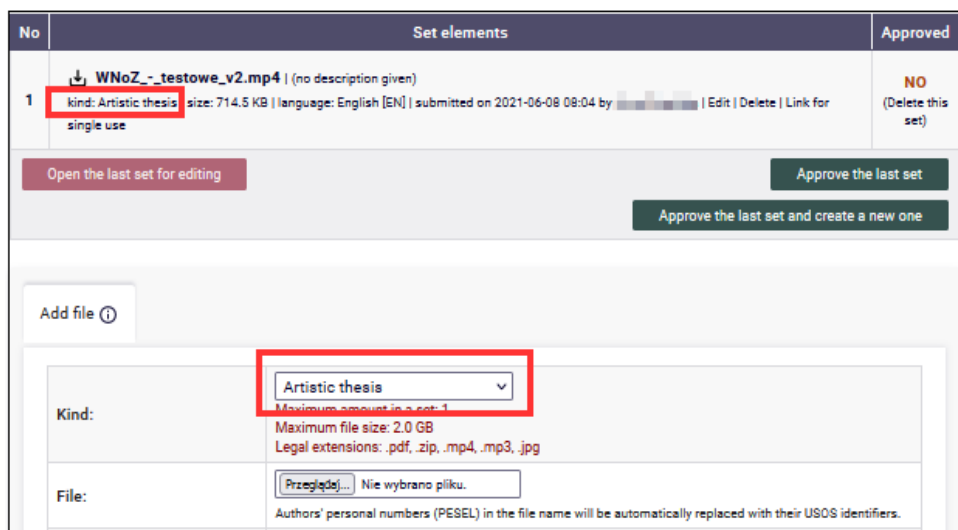 No Set elements Approved
WNoZ_-_testowe_v2.mp4 | (no description given)
1 kind: Artistic thesis | size: 714.5 KB | language: English [EN] | submitted on 2021-06-08 08:04 by | Edit | Delete | Link for
single use
NO
(Delete this
set)
Open the last set for editing Approve the last set
Approve the last set and create a new one
Add file
Kind: Artistic thesis
Maximum amount in a set: 1
Maximum file size: 2.0 GB
Legal extensions: .pdf, .zip, .mp4, .mp3, .jpg
File: Przeglądaj... Nie wybrano pliku.
Authors' personal numbers (PESEL) in the file name will be automatically replaced with their USOS identifiers.